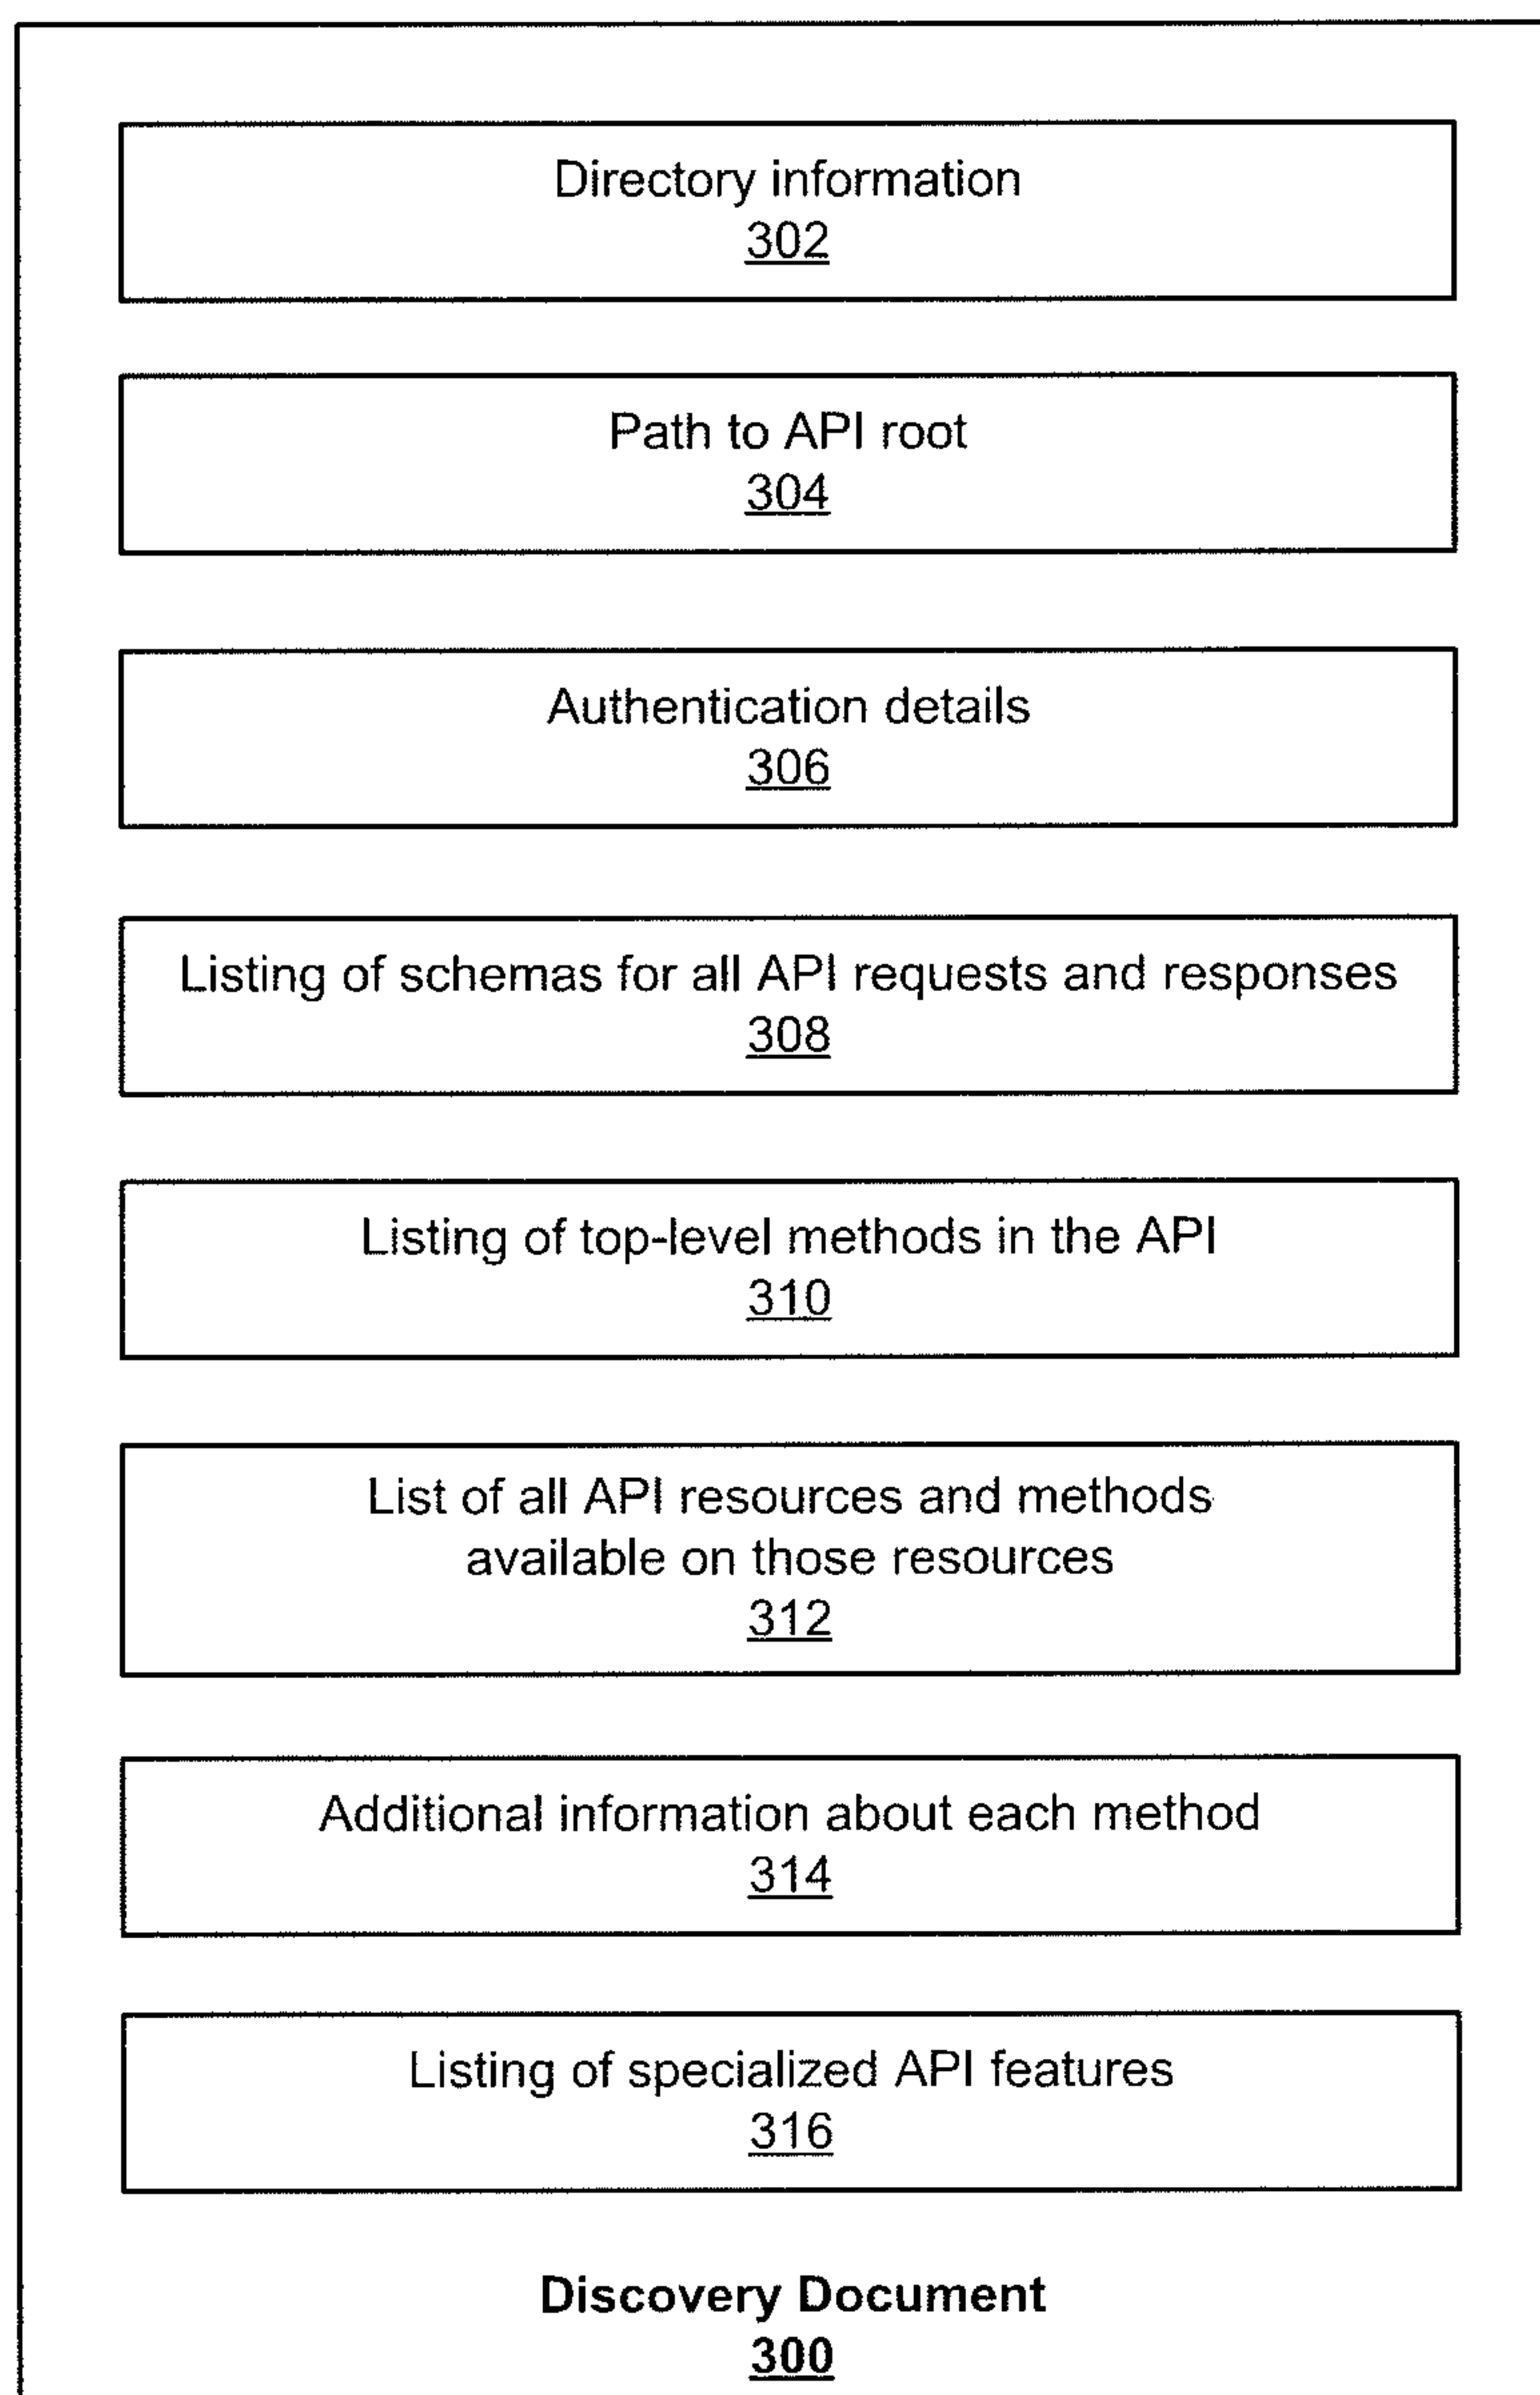 Directory information
302
Path to API root
304
Authentication details
306
Listing of schemas for all API requests and responses
308
Listing of top-level methods in the API
310
List of all API resources and methods
available on those resources
312
Additional information about each method
314
Listing of specialized API features
316
Discovery Document
300